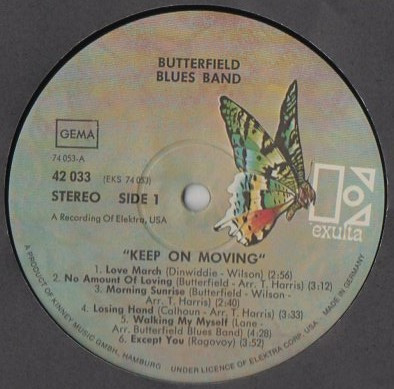 BUTTERFIELD
BLUES BAND
GEMA
74 053-A
42 033 (EKS 74 053)
STEREO SIDE 1
A Recording Of Elektra, USA
exulta
"KEEP ON MOVING"
1. Love March (Dinwiddie - Wilson) (2:56)
2. No Amount Of Loving (Butterfield - Arr. T. Harris) (3:12)
3. Morning Sunrise (Butterfield - Wilson -
Arr. T. Harris) (2:40)
4. Losing Hand (Calhoun - Arr. T. Harris) (3:33)
5. Walking My Myself (Lane -
Arr. Butterfield Blues Band) (4:28)
6. Except You (Ragovoy) (3:52)
A PRODUCT OF KINNEY MUSIC GMBH, HAMBURG UNDER LICENCE OF ELEKTRA CORP. USA. MADE IN GERMANY